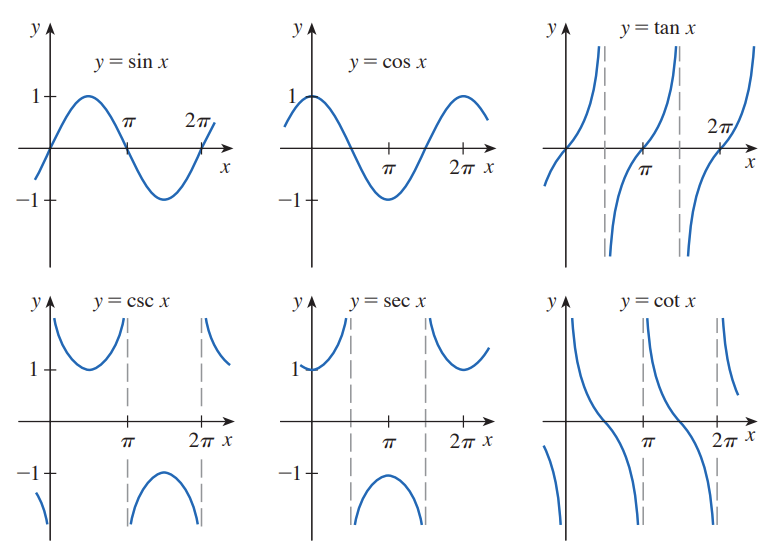 y
y = sin x
1
π
2π
x
−1
y
y = cos x
1
π
2π
x
−1
y
y = tan x
2π
π
x
y
y = csc x
1
π
2π
x
−1
y
y = sec x
1
π
2π
x
−1
y
y = cot x
π
2π
x